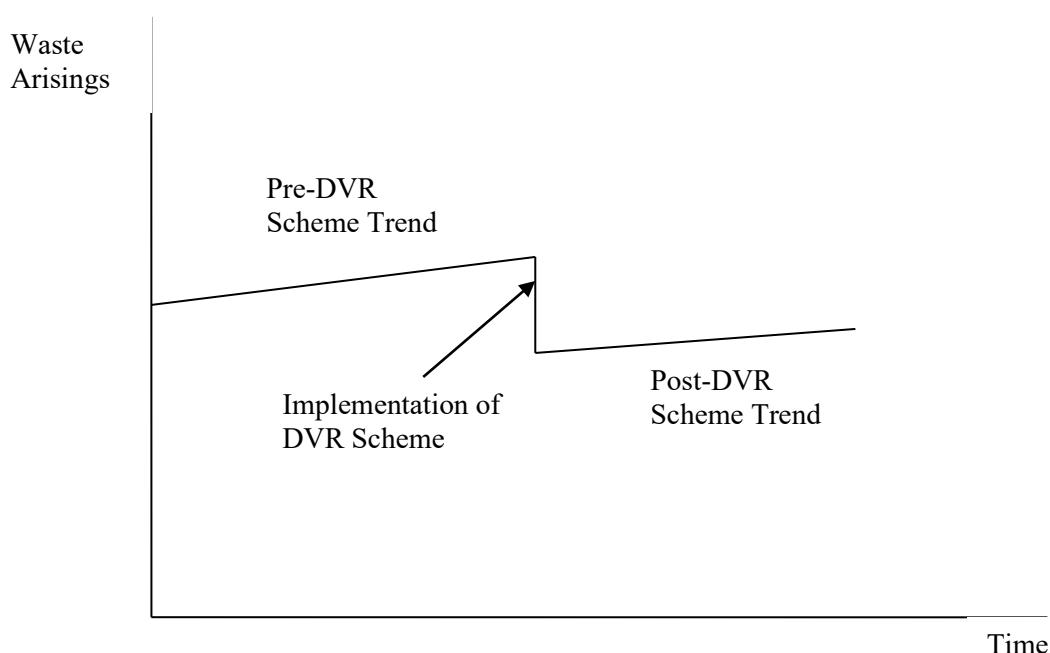 Waste
Arisings
Pre-DVR
Scheme Trend
Implementation of
DVR Scheme
Post-DVR
Scheme Trend
Time